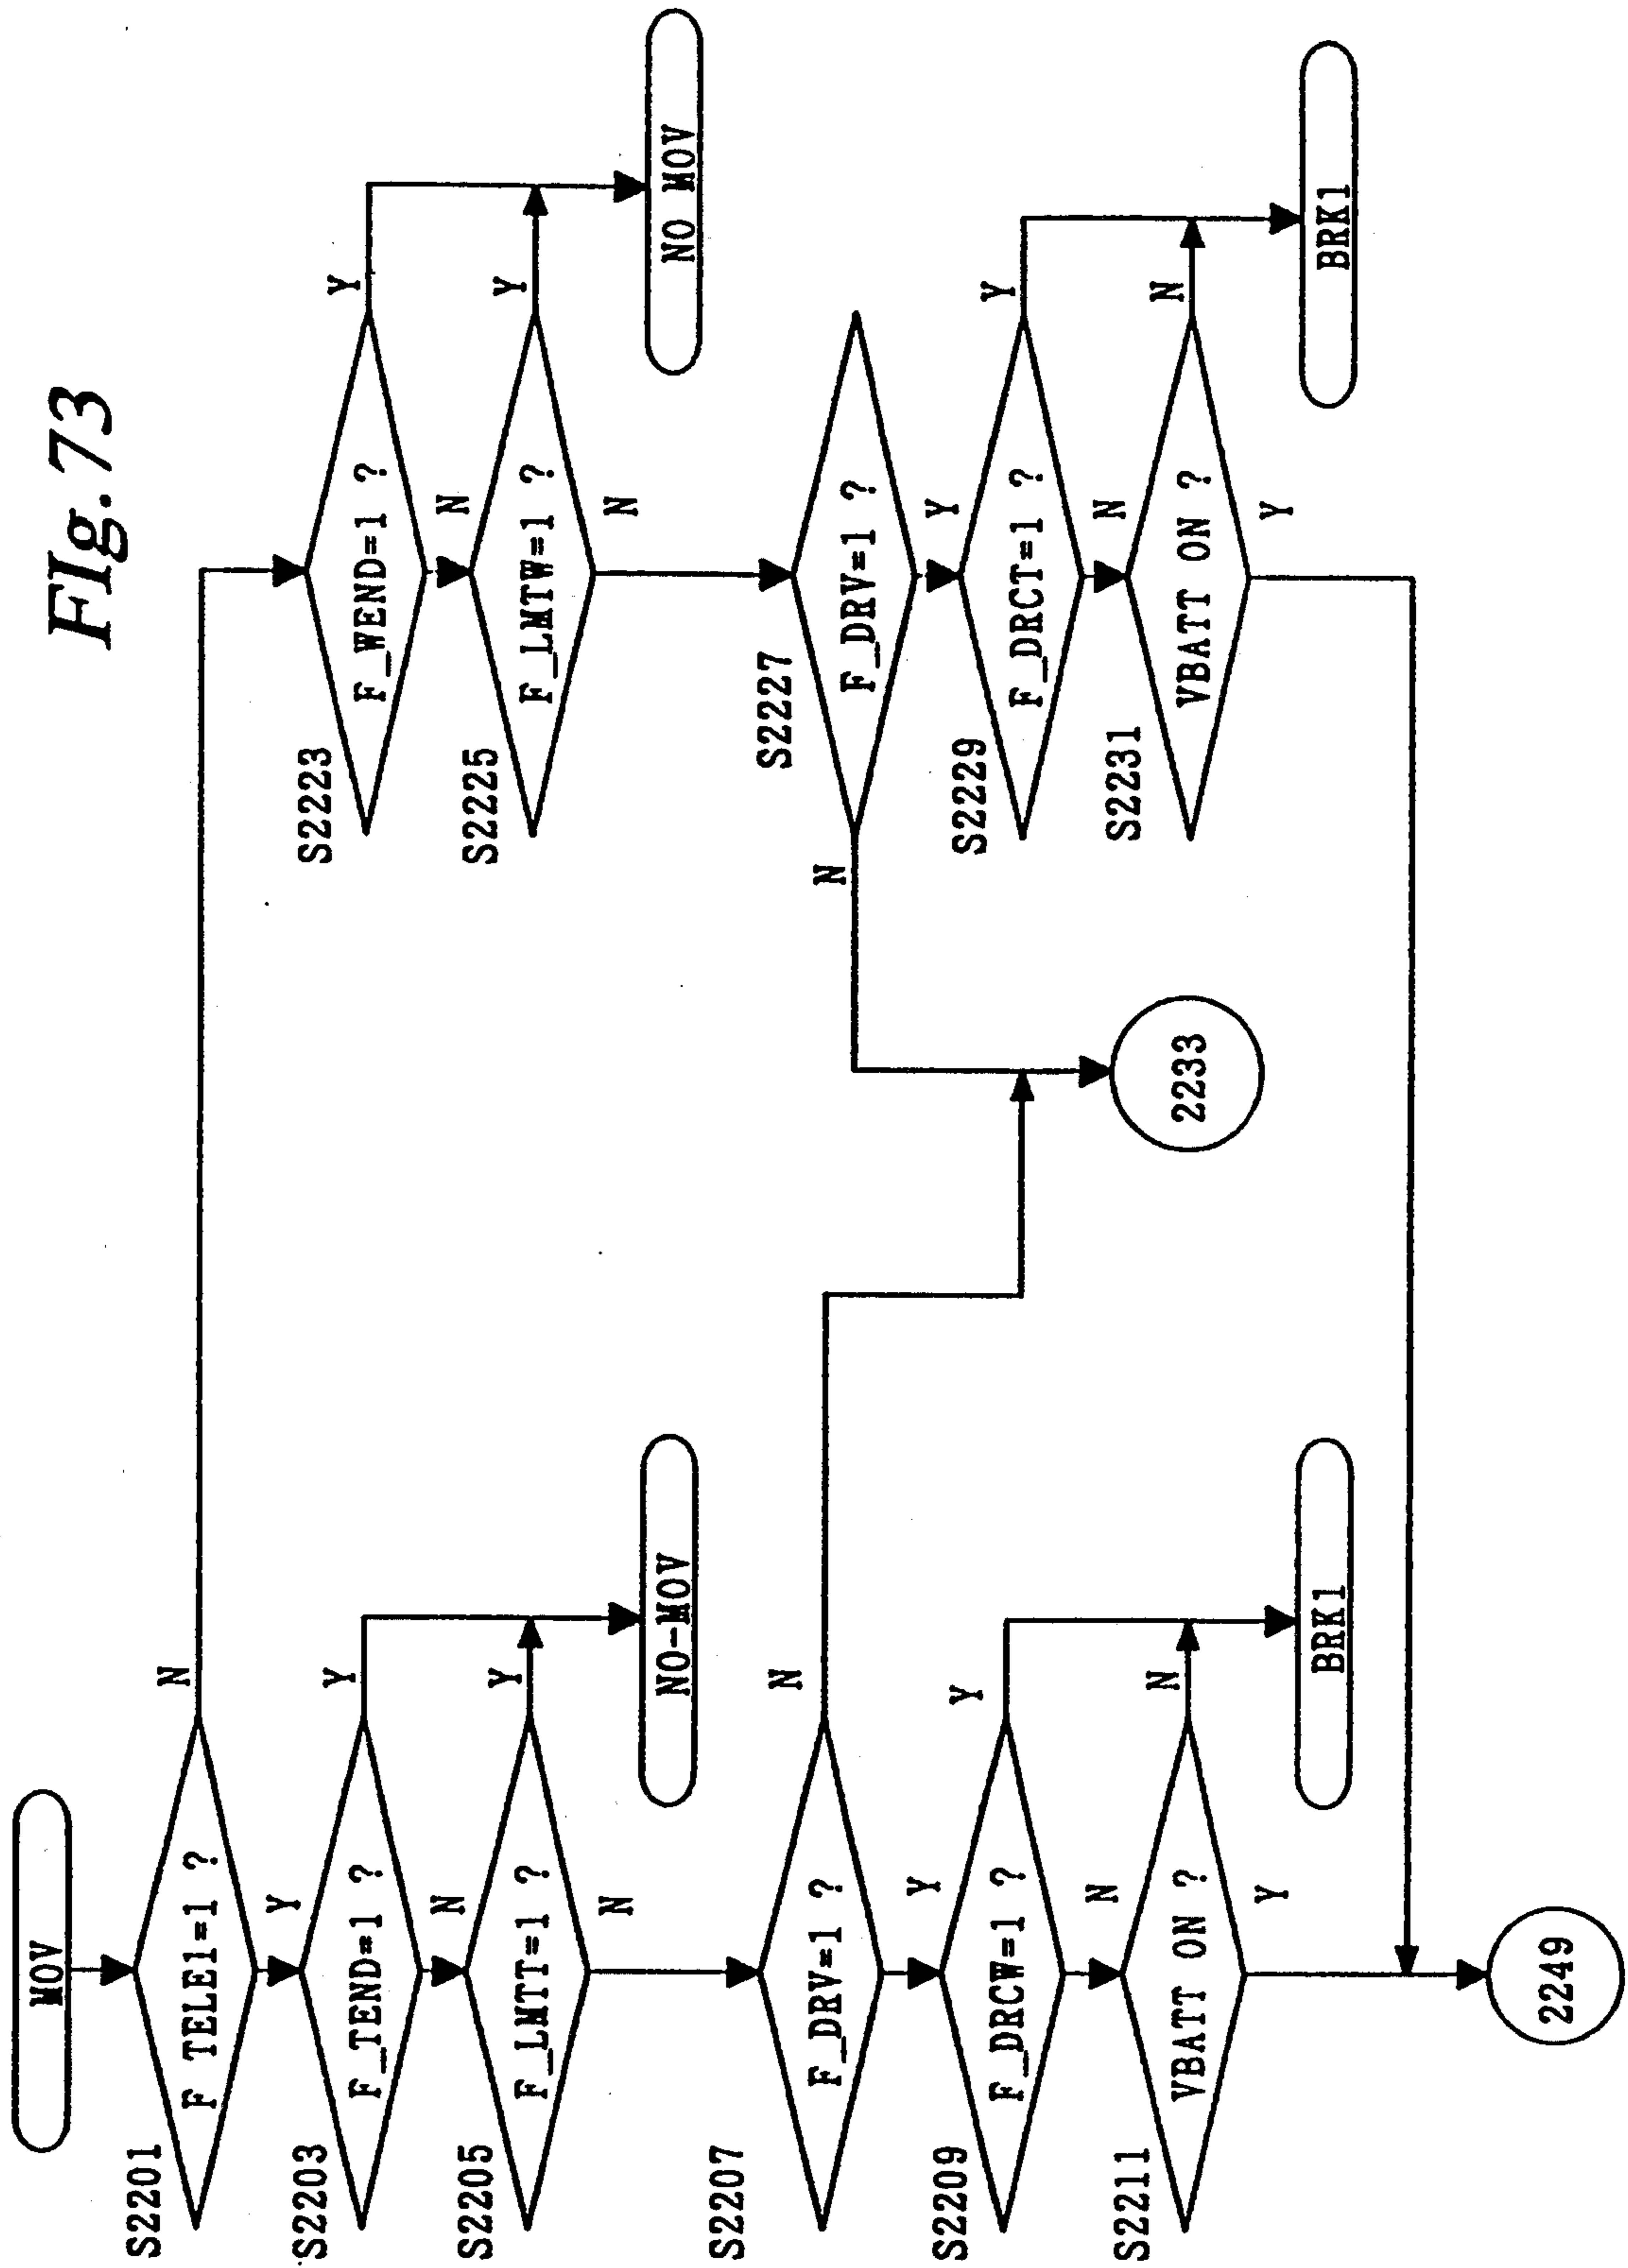 FIg. 73
MOV
S2201
F TELE1=1 ?
N
Y
S2203
F_TEND=1 ?
Y
N
S2205
F_LMTT=1 ?
Y
N
NO-MOV
S2207
F_DRV=1 ?
N
Y
S2209
F_DRCW=1 ?
Y
N
S2211
VBATT ON ?
N
Y
BRK1
2249
2233
S2223
F_WEND=1 ?
Y
N
S2225
F_LMTW=1 ?
Y
N
NO MOV
S2227
F_DRV=1 ?
N
Y
S2229
F_DRCT=1 ?
Y
N
S2231
VBATT ON ?
N
Y
BRK1